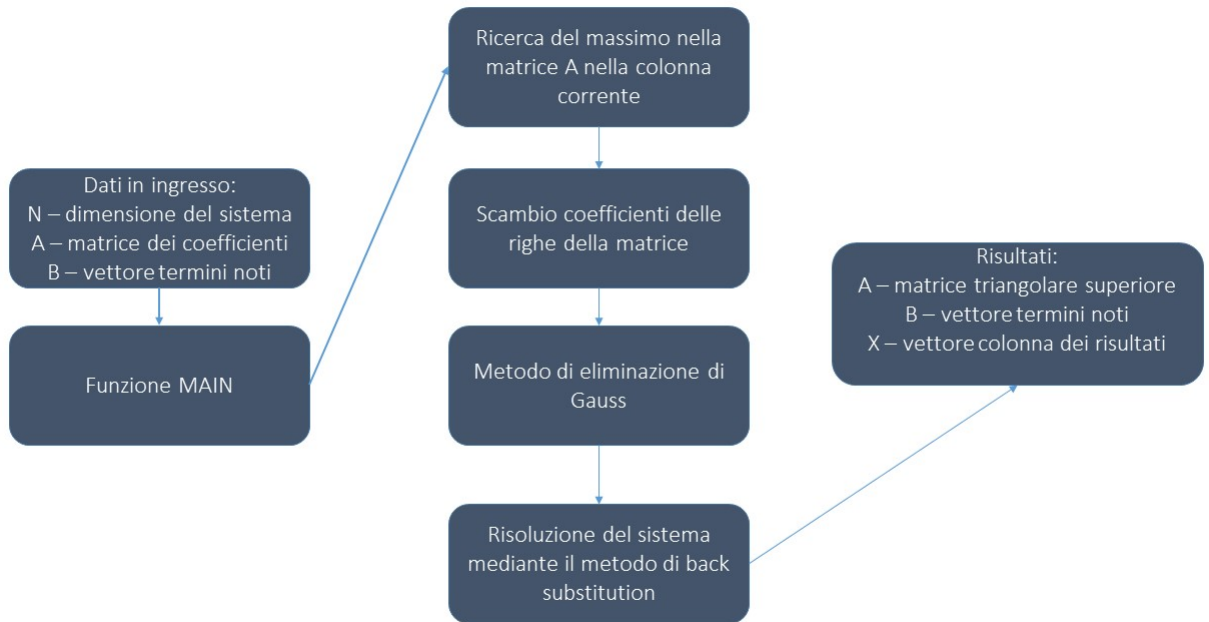 Dati in ingresso:
N – dimensione del sistema
A – matrice dei coefficienti
B – vettore termini noti
Funzione MAIN
Ricerca del massimo nella
matrice A nella colonna
corrente
Scambio coefficienti delle
righe della matrice
Metodo di eliminazione di
Gauss
Risoluzione del sistema
mediante il metodo di back
substitution
Risultati:
A – matrice triangolare superiore
B – vettore termini noti
X – vettore colonna dei risultati